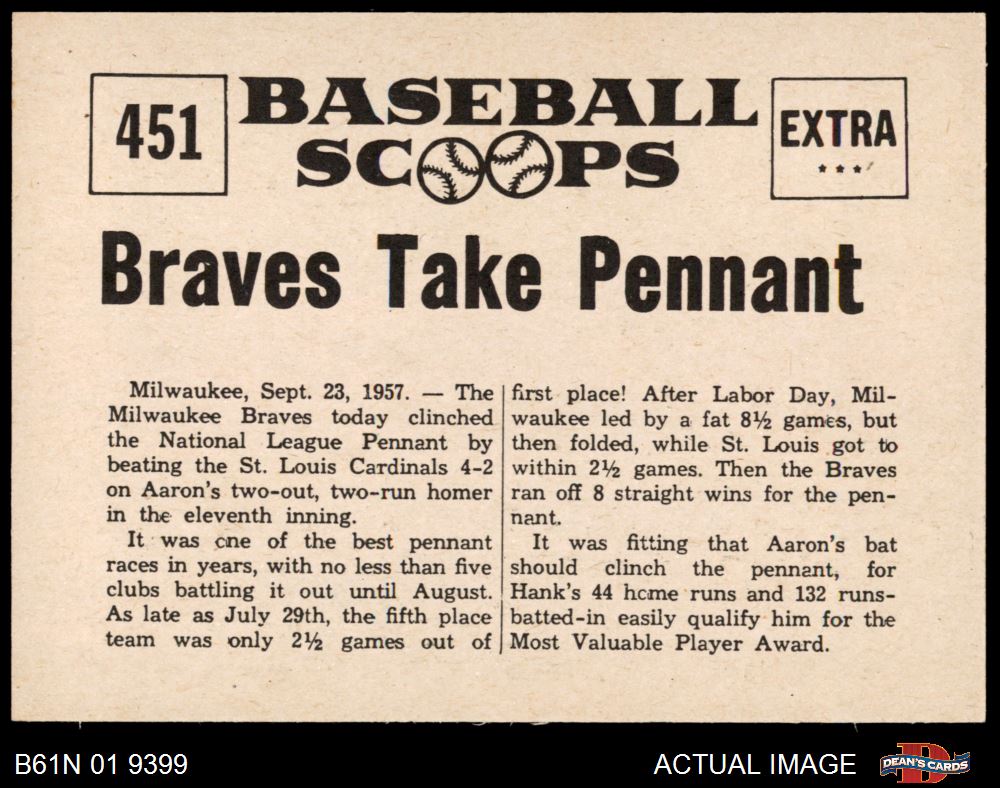 451
BASEBALL
SCOOPS
EXTRA
Braves Take Pennant
Milwaukee, Sept. 23, 1957. — The
Milwaukee Braves today clinched
the National League Pennant by
beating the St. Louis Cardinals 4-2
on Aaron's two-out, two-run homer
in the eleventh inning.
It was one of the best pennant
races in years, with no less than five
clubs battling it out until August.
As late as July 29th, the fifth place
team was only 2½ games out of
first place! After Labor Day, Mil-
waukee led by a fat 8½ games, but
then folded, while St. Louis got to
within 2½ games. Then the Braves
ran off 8 straight wins for the pen-
nant.
It was fitting that Aaron's bat
should clinch the pennant, for
Hank's 44 home runs and 132 runs-
batted-in easily qualify him for the
Most Valuable Player Award.
B61N 01 9399
ACTUAL IMAGE
DEAN'S CARDS